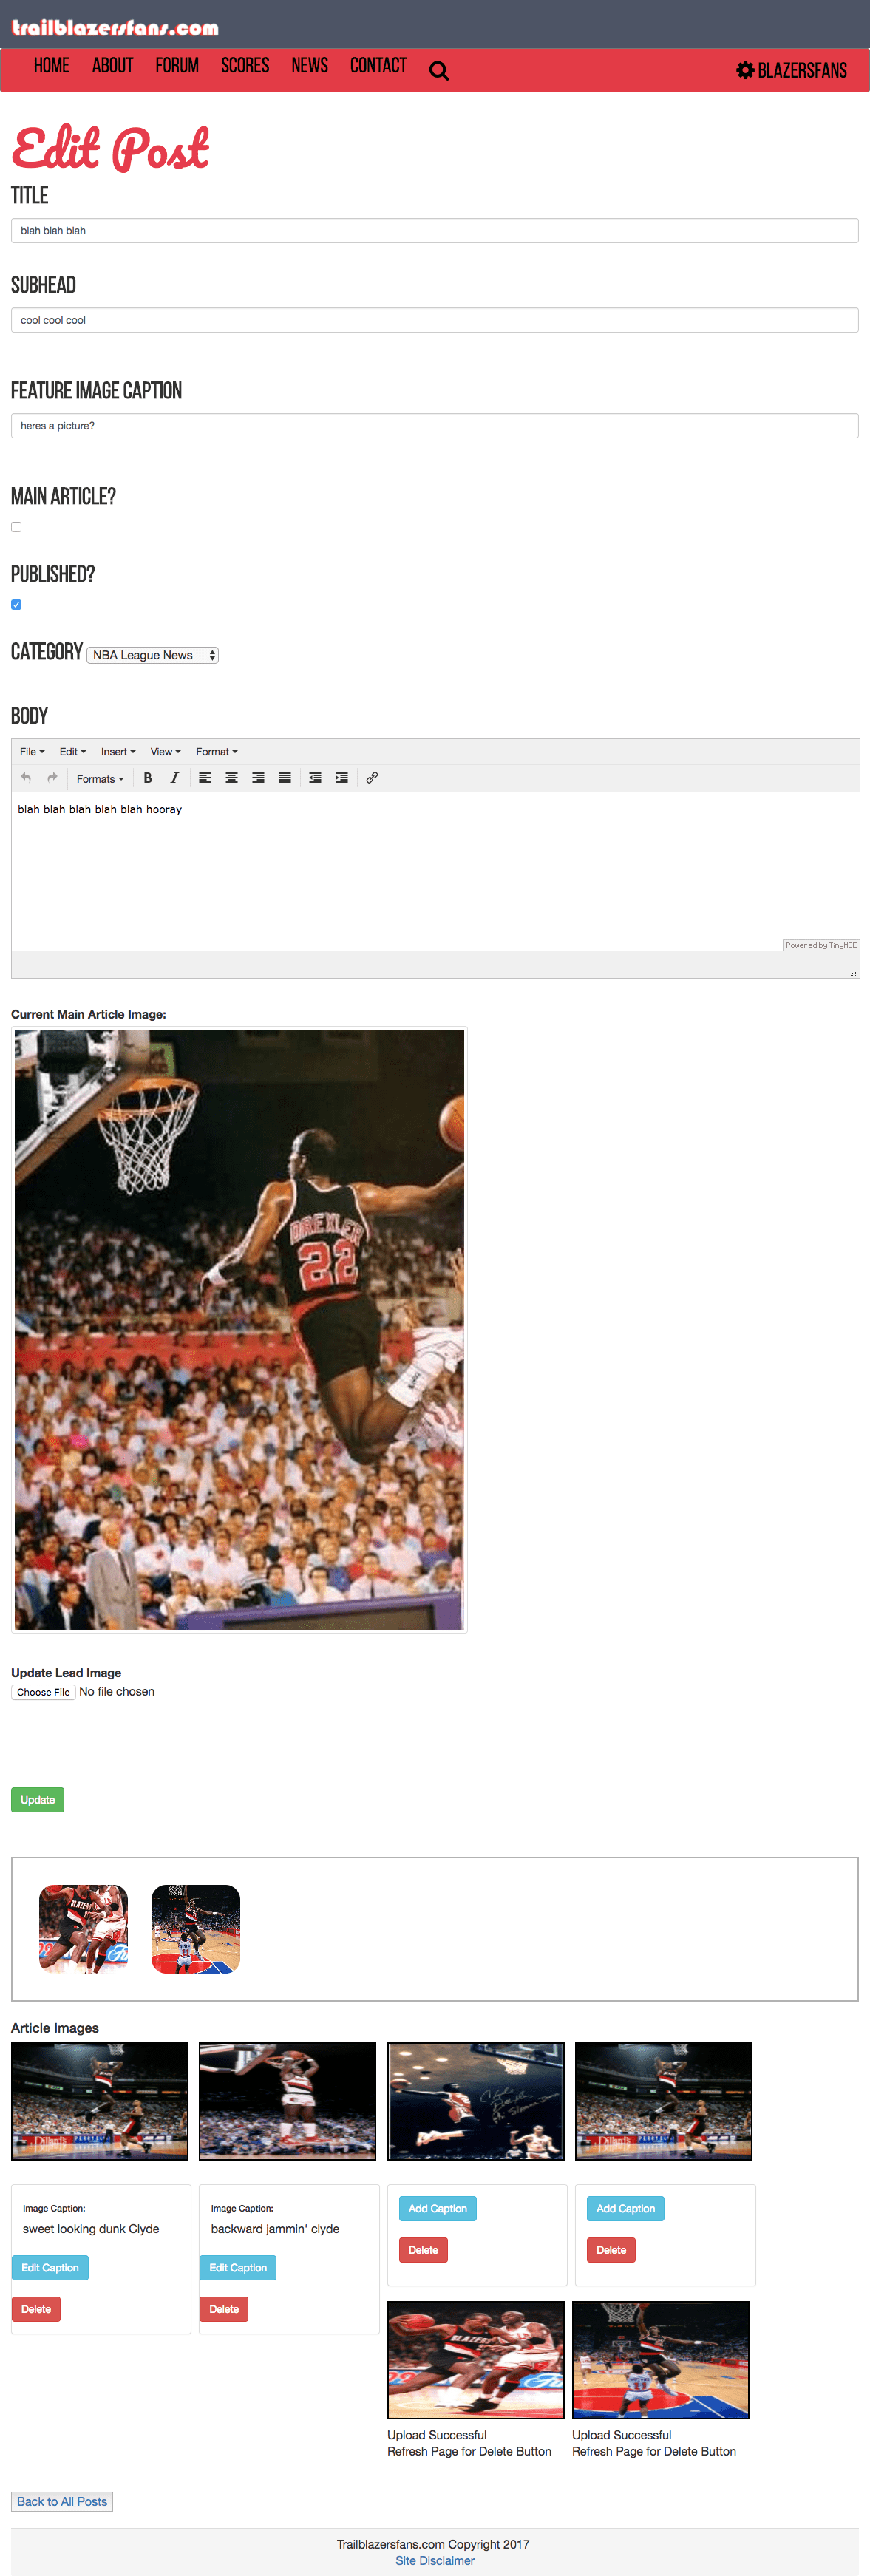 trailblazersfans.com
HOME ABOUT FORUM SCORES NEWS CONTACT BLAZERSFANS
Edit Post
TITLE
blah blah blah
SUBHEAD
cool cool cool
FEATURE IMAGE CAPTION
heres a picture?
MAIN ARTICLE?
PUBLISHED?
CATEGORY NBA League News
BODY
File Edit Insert View Format
Formats B I
blah blah blah blah blah hooray
Powered by TinyMCE
Current Main Article Image:
DREXLER
22
Update Lead Image
Choose File No file chosen
Update
Article Images
Image Caption: Image Caption: Add Caption Add Caption
sweet looking dunk Clyde backward jammin' clyde
Delete Delete
Edit Caption Edit Caption
Delete Delete
Upload Successful Upload Successful
Refresh Page for Delete Button Refresh Page for Delete Button
Back to All Posts
Trailblazersfans.com Copyright 2017
Site Disclaimer